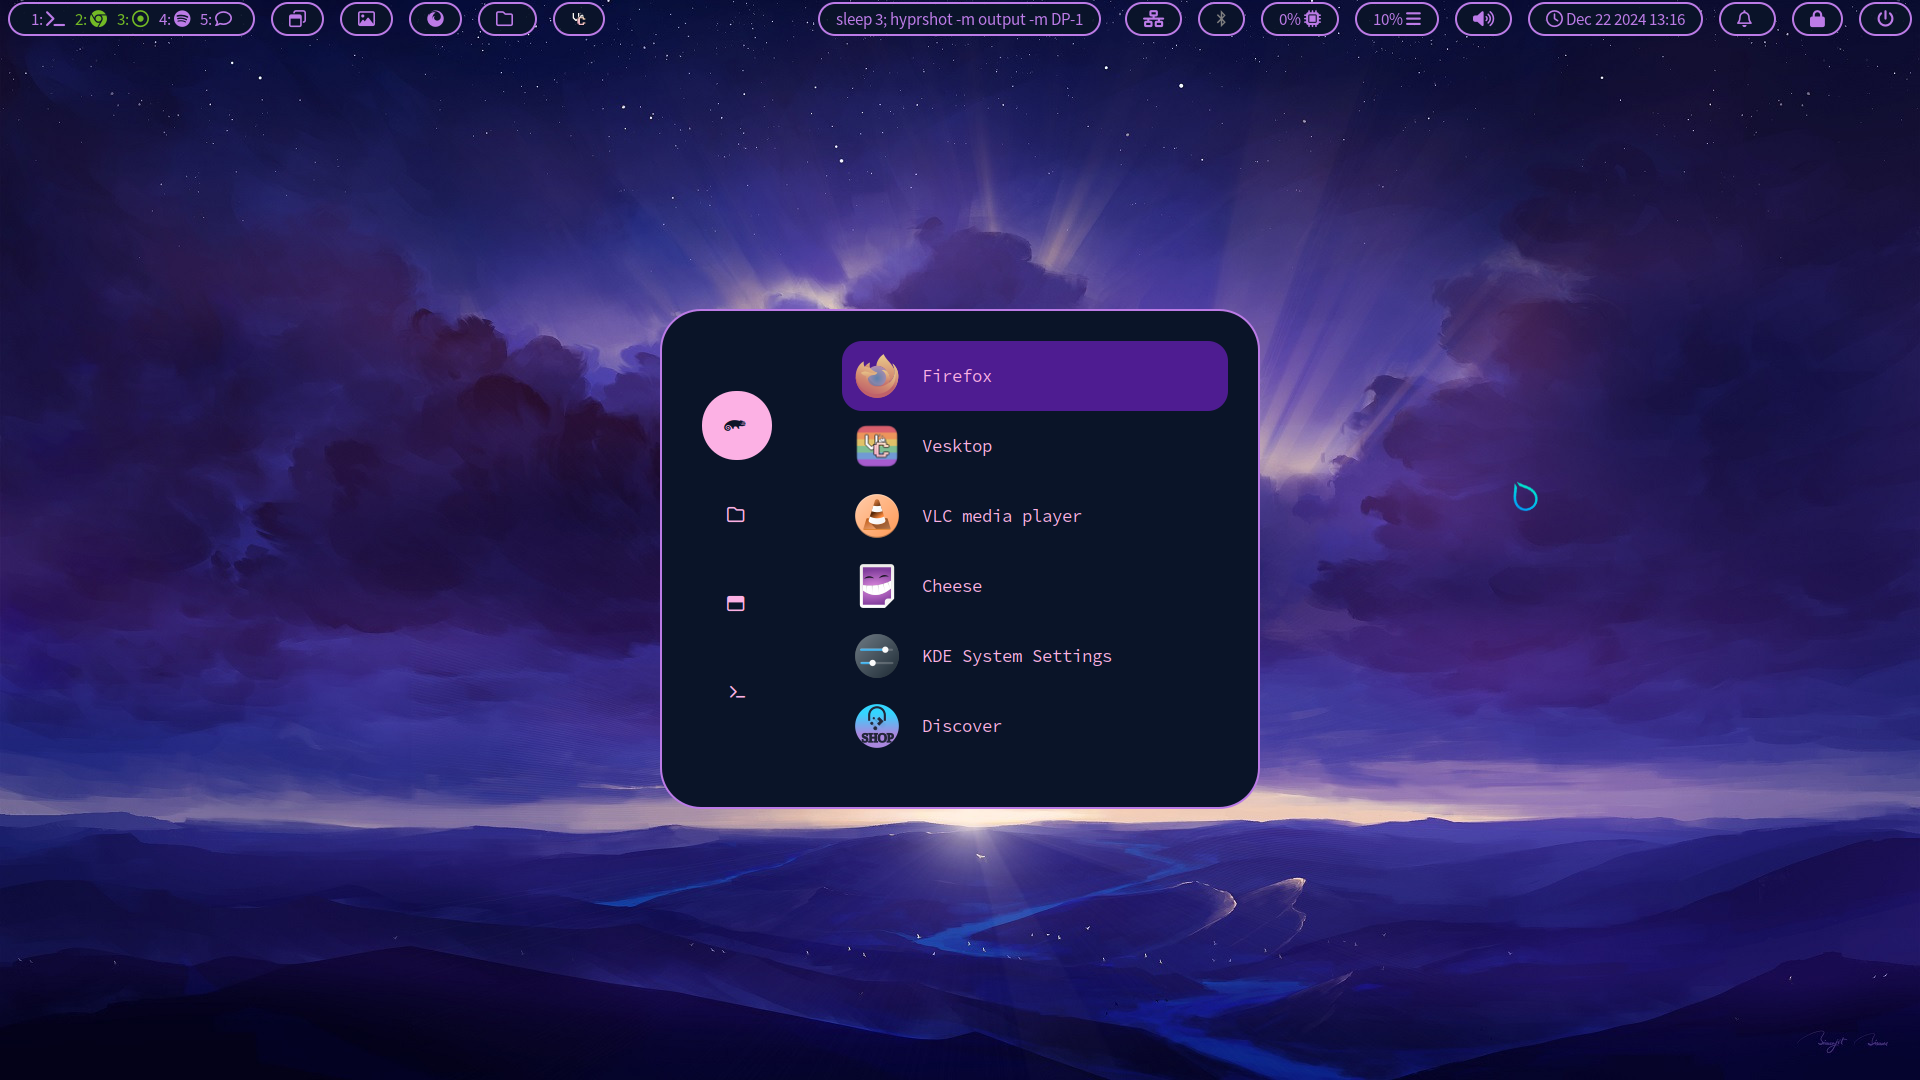 1: 2: 3: 4: 5:
sleep 3; hyprshot -m output -m DP-1
0%
10%
Dec 22 2024 13:16
Firefox
Vesktop
VLC media player
Cheese
KDE System Settings
SHOP
Discover